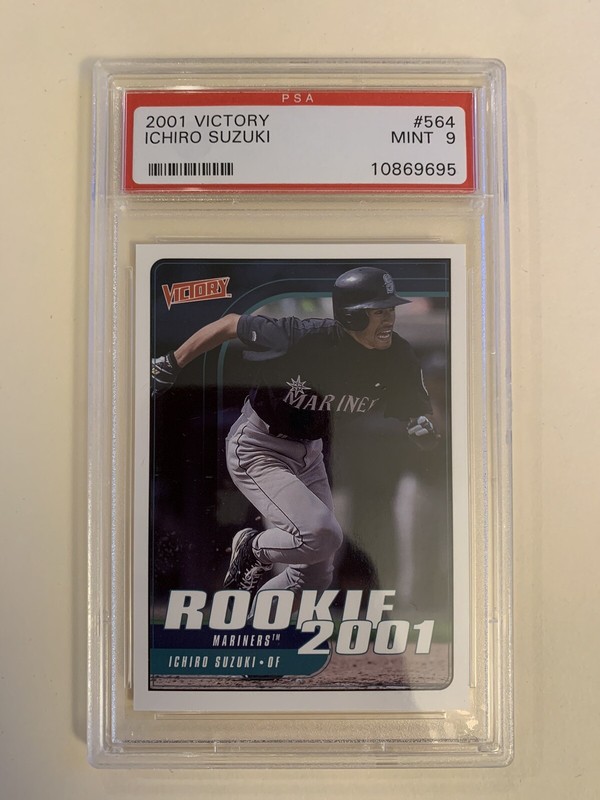 PSA
2001 VICTORY #564
ICHIRO SUZUKI MINT 9
10869695
VICTORY
MARINERS
ROOKIE
MARINERS™ 2001
ICHIRO SUZUKI • OF